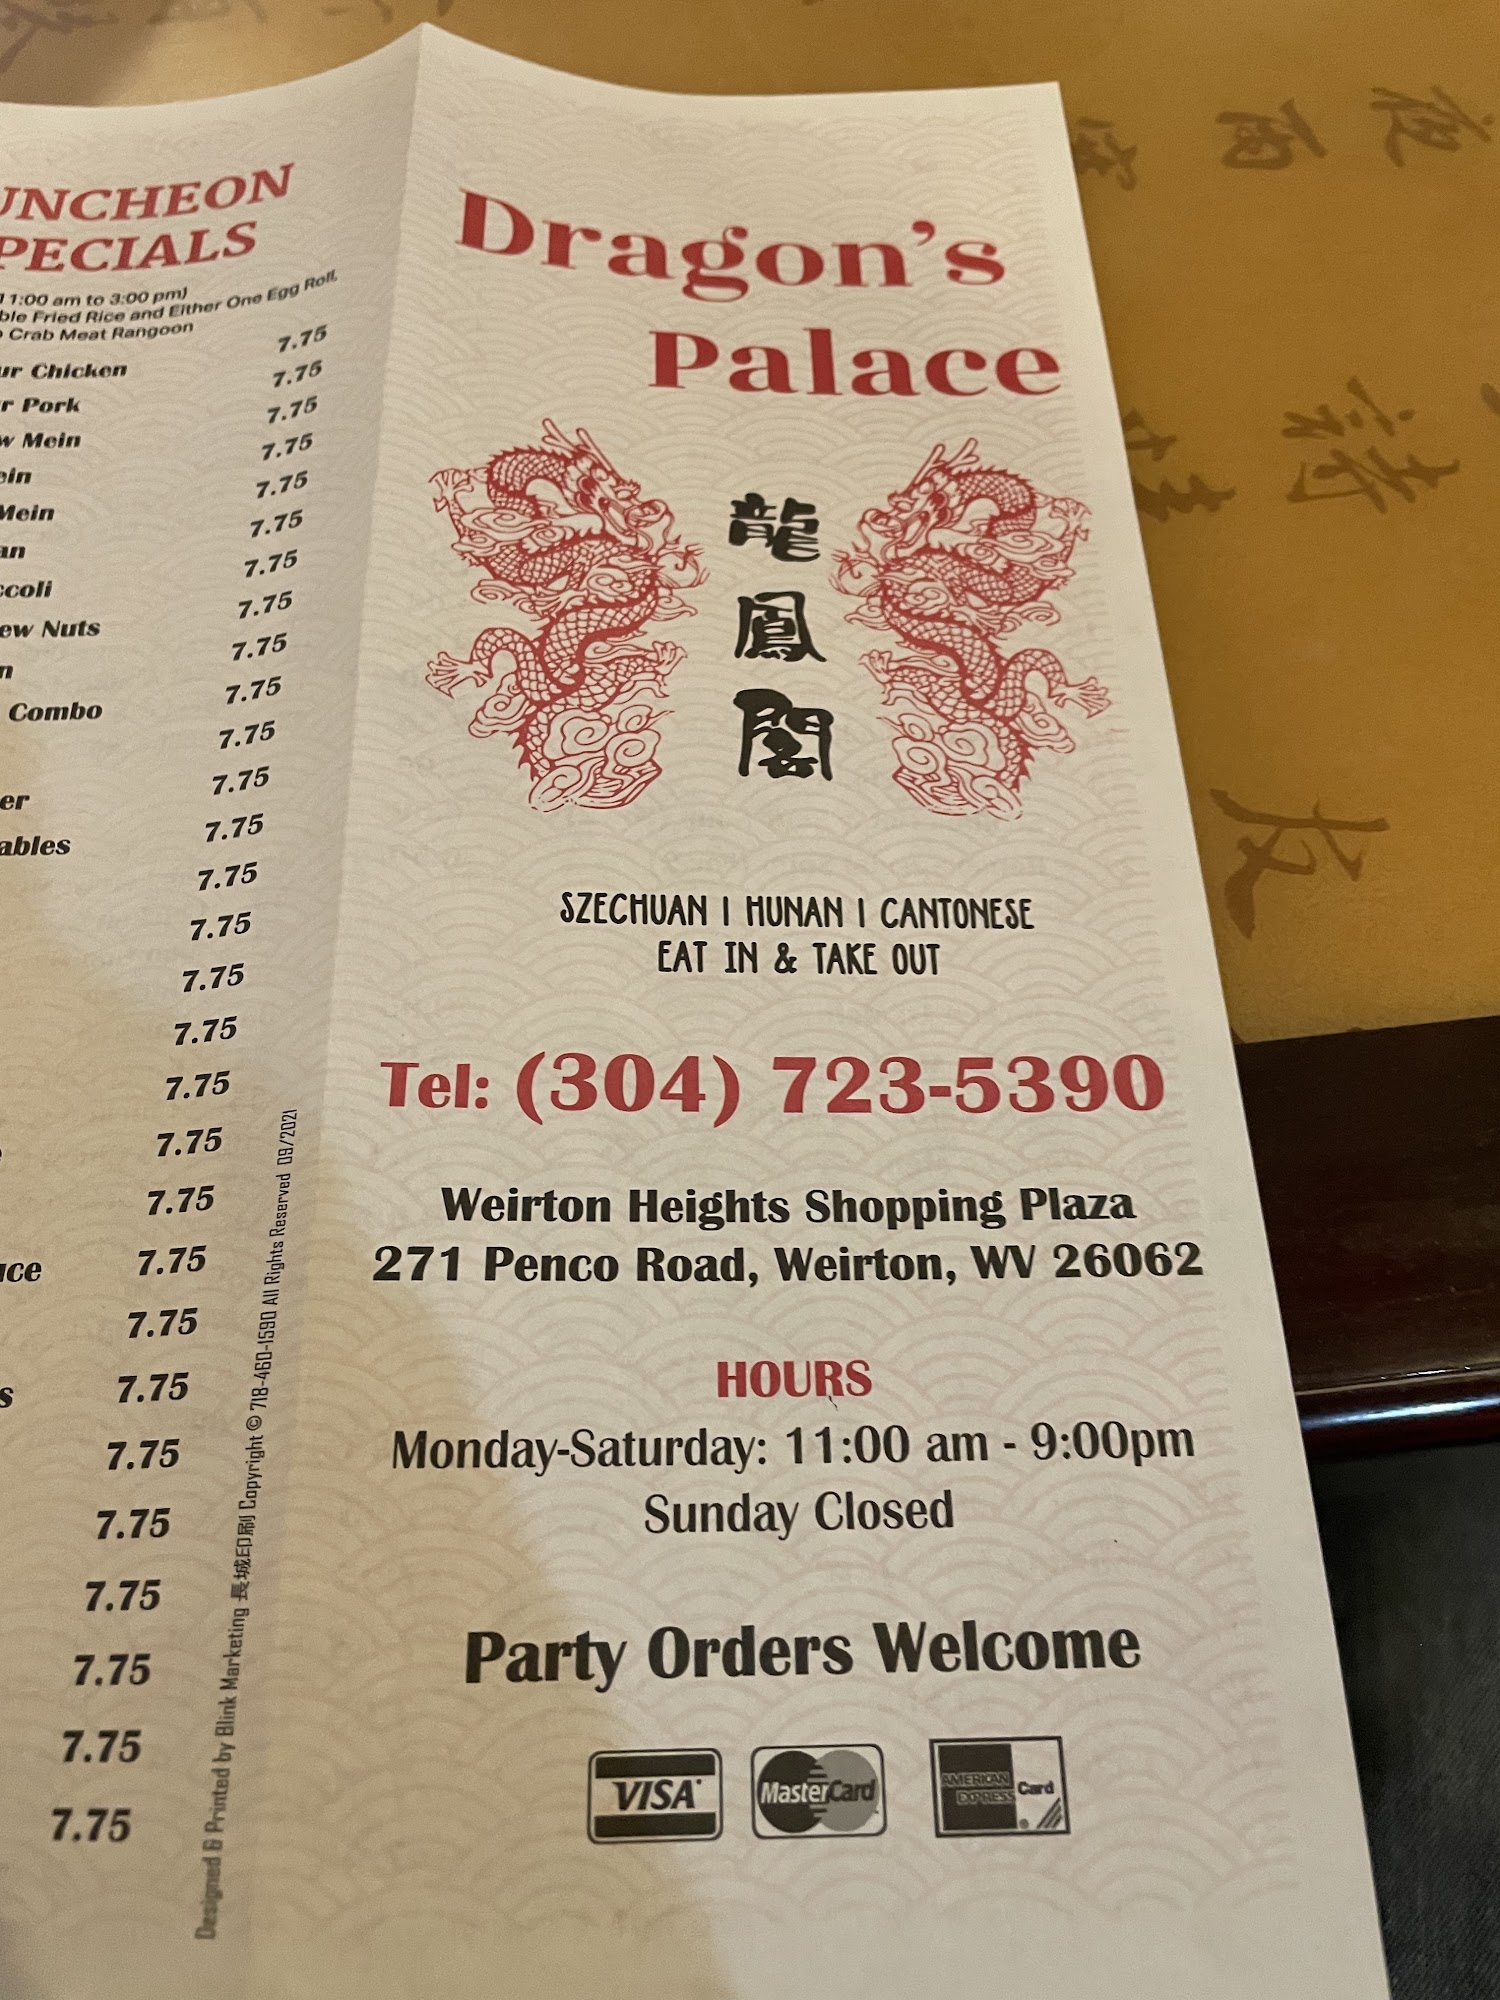 UNCHEON
PECIALS
11:00 am to 3:00 pm)
ble Fried Rice and Either One Egg Roll,
Crab Meat Rangoon
7.75
ur Chicken 7.75
r Pork 7.75
w Mein 7.75
ein 7.75
Mein 7.75
an 7.75
ccoli 7.75
ew Nuts 7.75
n 7.75
Combo 7.75
7.75
er 7.75
ables 7.75
7.75
7.75
7.75
7.75
7.75
7.75
uce 7.75
7.75
s 7.75
7.75
7.75
7.75
7.75
7.75
Designed & Printed by Blink Marketing 長城印刷 Copyright © 718-460-1590 All Rights Reserved 09/2021
Dragon's
Palace
龍
鳳
閣
SZECHUAN | HUNAN | CANTONESE
EAT IN & TAKE OUT
Tel: (304) 723-5390
Weirton Heights Shopping Plaza
271 Penco Road, Weirton, WV 26062
HOURS
Monday-Saturday: 11:00 am - 9:00pm
Sunday Closed
Party Orders Welcome
VISA MasterCard AMERICAN EXPRESS Card